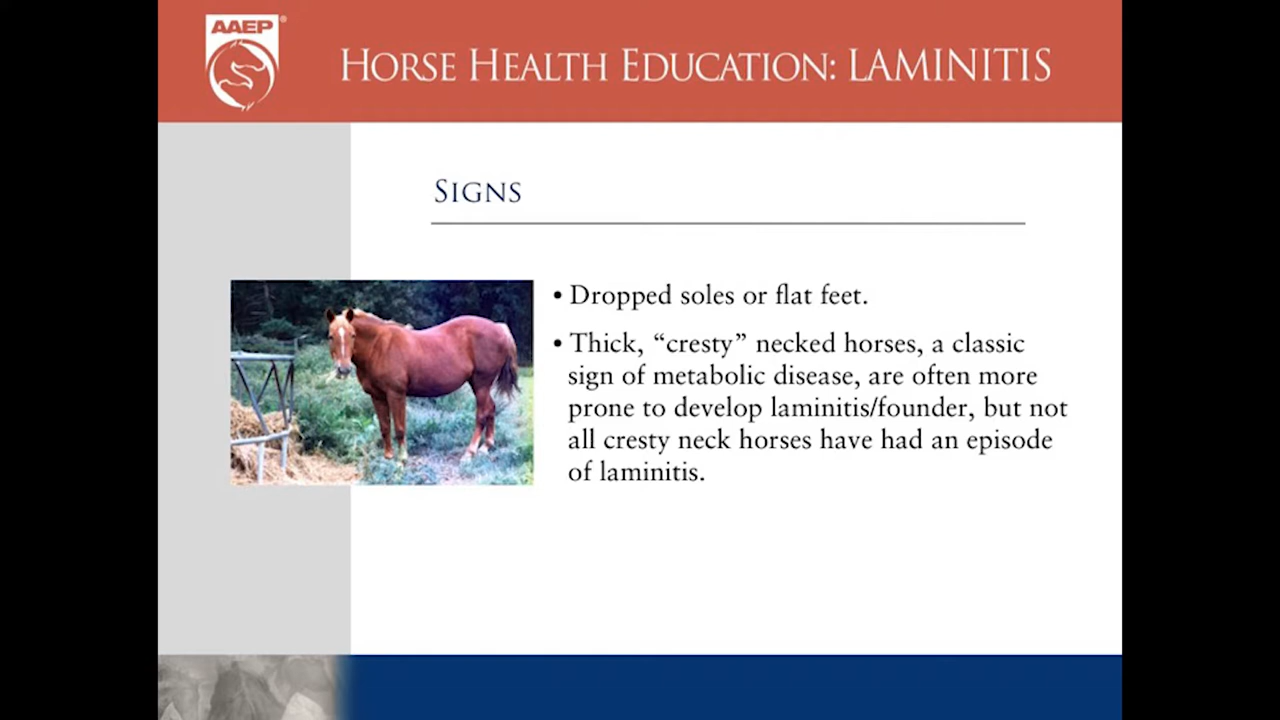 AAEP®
HORSE HEALTH EDUCATION: LAMINITIS
SIGNS
• Dropped soles or flat feet.
• Thick, “cresty” necked horses, a classic
sign of metabolic disease, are often more
prone to develop laminitis/founder, but not
all cresty neck horses have had an episode
of laminitis.